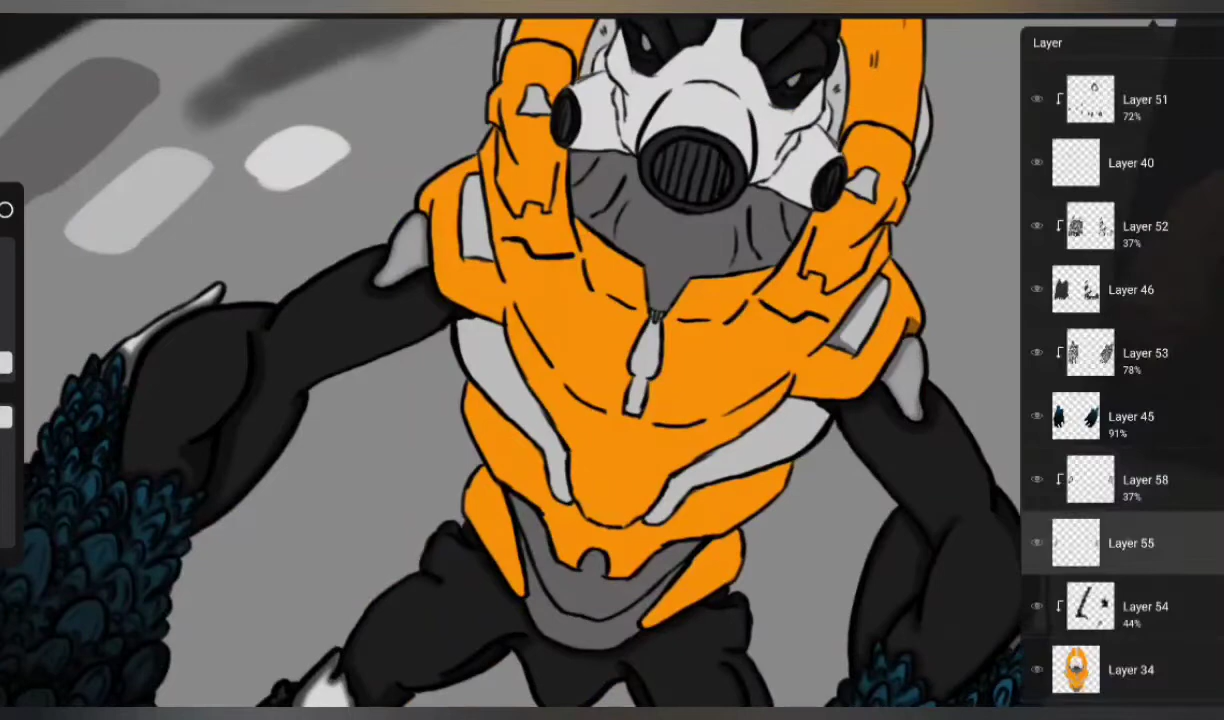 Layer
Layer 51
72%
Layer 40
Layer 52
37%
Layer 46
Layer 53
78%
Layer 45
91%
Layer 58
37%
Layer 55
Layer 54
44%
Layer 34